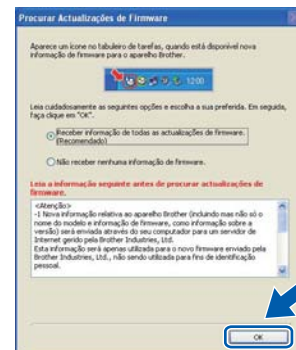 Procurar Actualizações de Firmware
Aparece um ícone no tabuleiro de tarefas, quando está disponível nova
informação de firmware para o aparelho Brother.
12:00
Leia cuidadosamente as seguintes opções e escolha a sua preferida. Em seguida,
faça clique em "OK".
Receber informação de todas as actualizações de firmware.
(Recomendado)
Não receber nenhuma informação de firmware.
Leia a informação seguinte antes de procurar actualizações de
firmware.
<Atenção>
-1 Nova informação relativa ao aparelho Brother (incluindo mas não só o
nome do modelo e informação de firmware, como informação sobre a
versão) será enviada através do seu computador para um servidor de
Internet gerido pela Brother Industries, Ltd.
Esta informação será apenas utilizada para o novo firmware enviado pela
Brother Industries, Ltd., não sendo utilizada para fins de identificação
pessoal.
OK